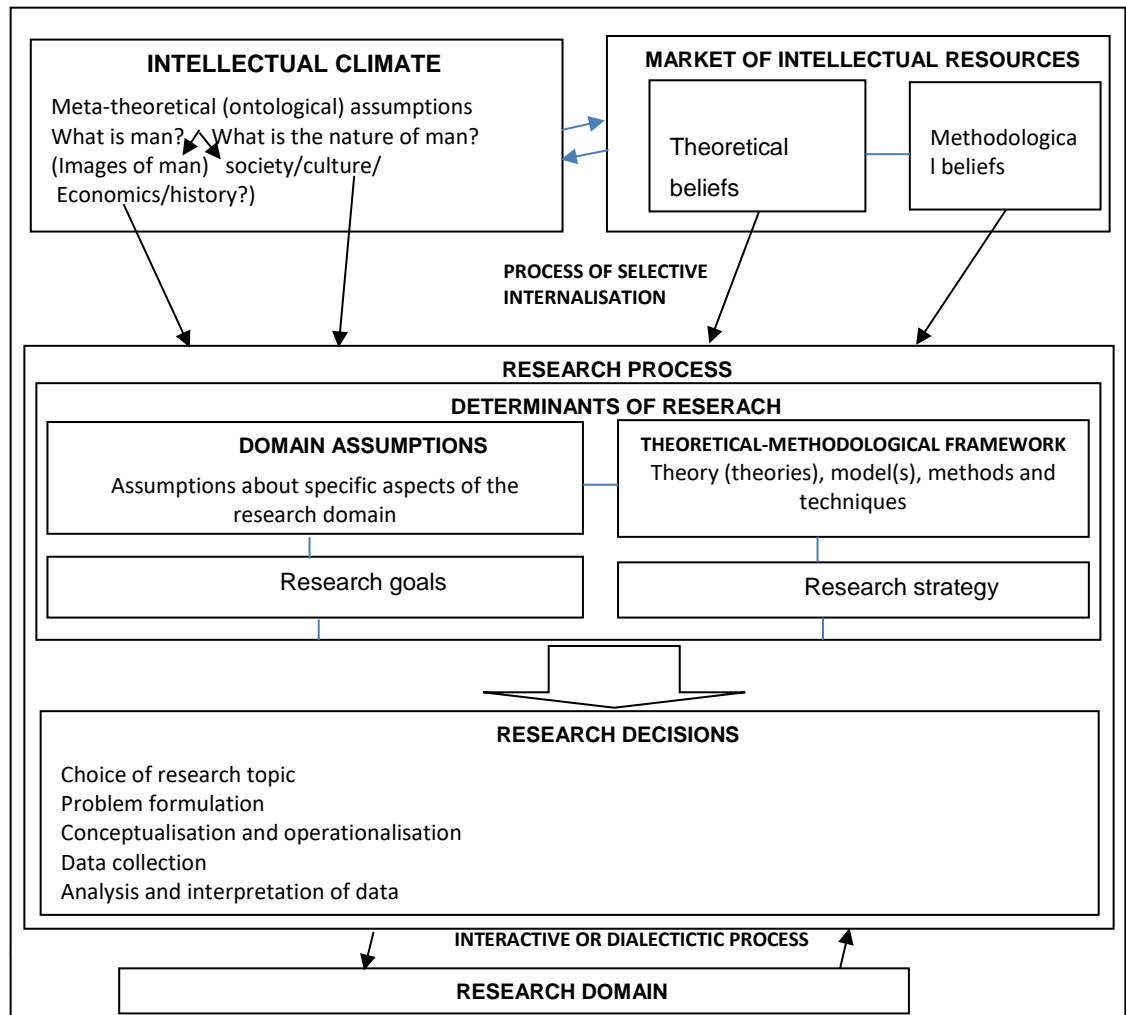 INTELLECTUAL CLIMATE
Meta-theoretical (ontological) assumptions
What is man? What is the nature of man?
(Images of man) society/culture/
Economics/history?)
MARKET OF INTELLECTUAL RESOURCES
Theoretical
beliefs
Methodologica
l beliefs
PROCESS OF SELECTIVE
INTERNALISATION
RESEARCH PROCESS
DETERMINANTS OF RESERACH
DOMAIN ASSUMPTIONS
Assumptions about specific aspects of the
research domain
THEORETICAL-METHODOLOGICAL FRAMEWORK
Theory (theories), model(s), methods and
techniques
Research goals
Research strategy
RESEARCH DECISIONS
Choice of research topic
Problem formulation
Conceptualisation and operationalisation
Data collection
Analysis and interpretation of data
INTERACTIVE OR DIALECTICTIC PROCESS
RESEARCH DOMAIN